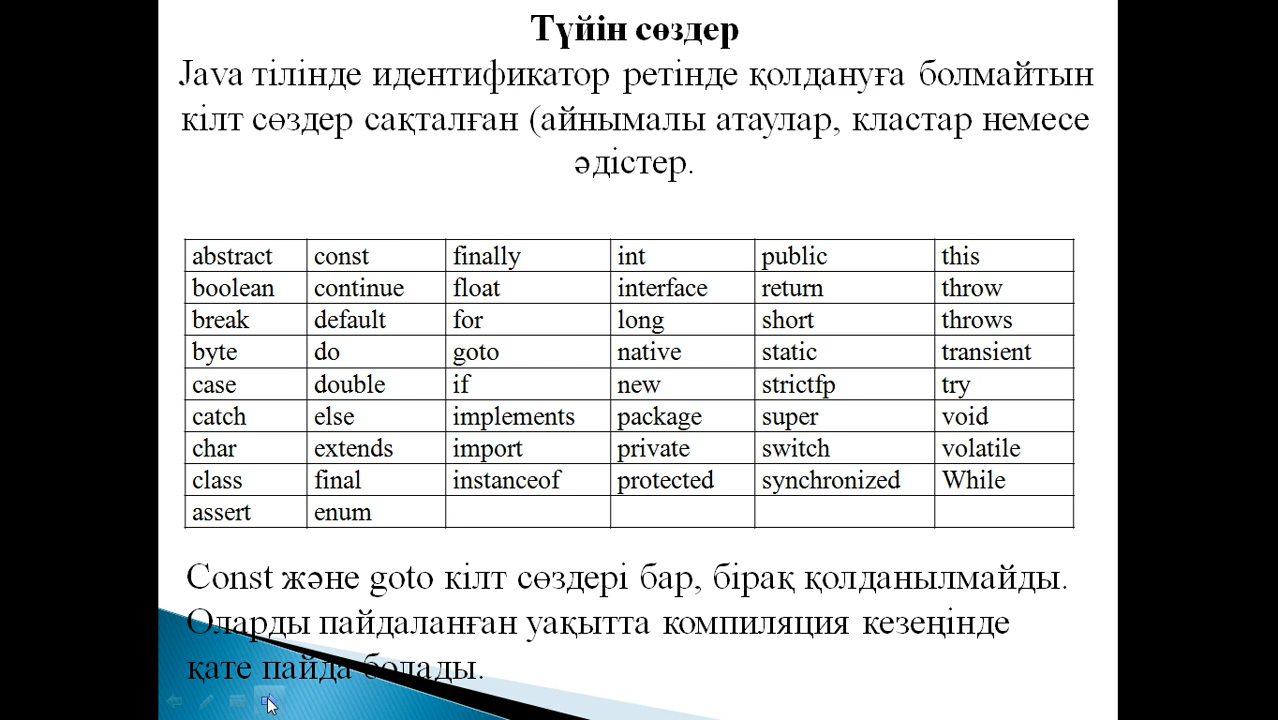 Түйін сөздер
Java тілінде идентификатор ретінде қолдануға болмайтын
кілт сөздер сақталған (айнымалы атаулар, кластар немесе
әдістер.
abstract const finally int public this
boolean continue float interface return throw
break default for long short throws
byte do goto native static transient
case double if new strictfp try
catch else implements package super void
char extends import private switch volatile
class final instanceof protected synchronized While
assert enum
Const және goto кілт сөздері бар, бірақ қолданылмайды.
Оларды пайдаланған уақытта компиляция кезеңінде
қате пайда болады.